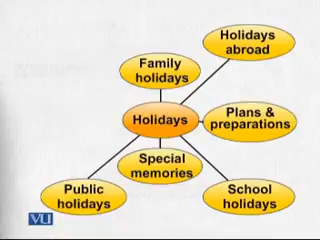 Holidays
abroad
Family
holidays
Holidays
Plans &
preparations
Special
memories
Public
holidays
School
holidays
VU